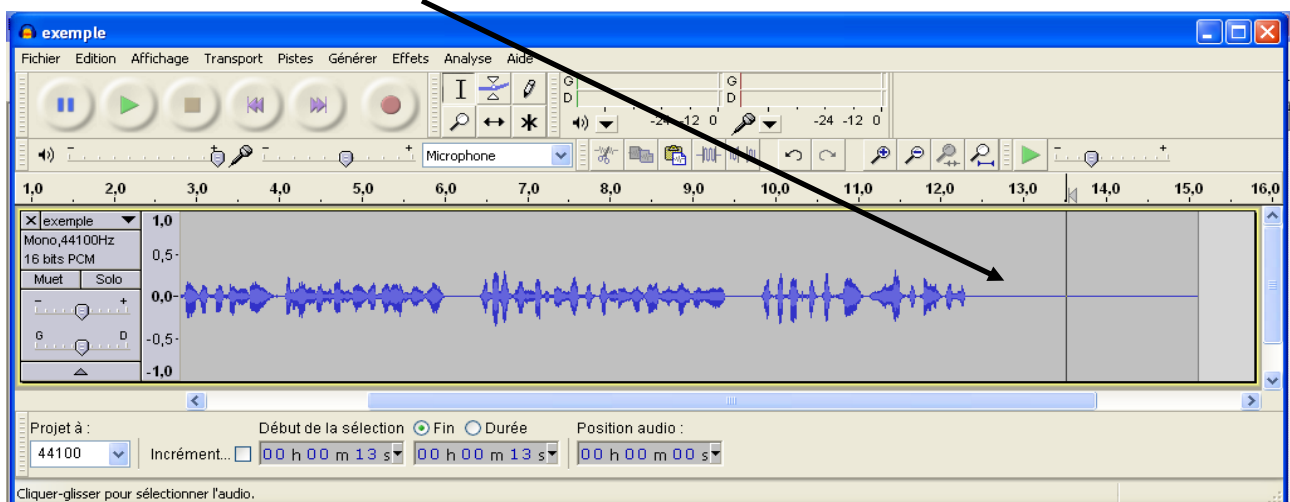 exemple
Fichier Edition Affichage Transport Pistes Générer Effets Analyse Aide
G G
D D
-24 -12 0 -24 -12 0
- + - + Microphone - +
1,0 2,0 3,0 4,0 5,0 6,0 7,0 8,0 9,0 10,0 11,0 12,0 13,0 14,0 15,0 16,0
X exemple 1,0
Mono,44100Hz
16 bits PCM 0,5-
Muet Solo
- + 0,0-
G D -0,5-
-1,0
Projet à : Début de la sélection Fin Durée Position audio :
44100 Incrément... 00 h 00 m 13 s 00 h 00 m 13 s 00 h 00 m 00 s
Cliquer-glisser pour sélectionner l'audio.